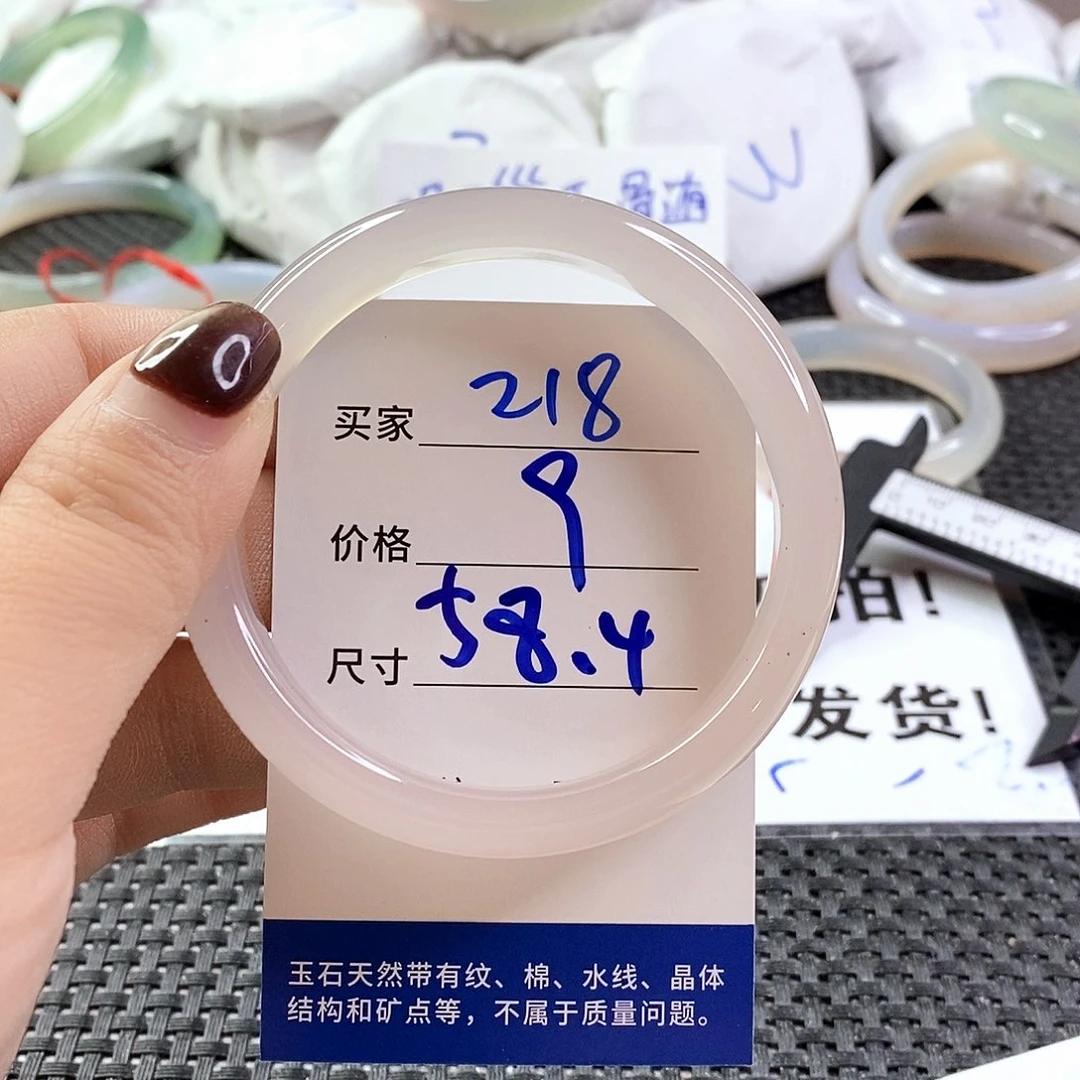 买家 218
价格 9
尺寸 58.4
拍！
发货！
玉石天然带有纹、棉、水线、晶体
结构和矿点等，不属于质量问题。